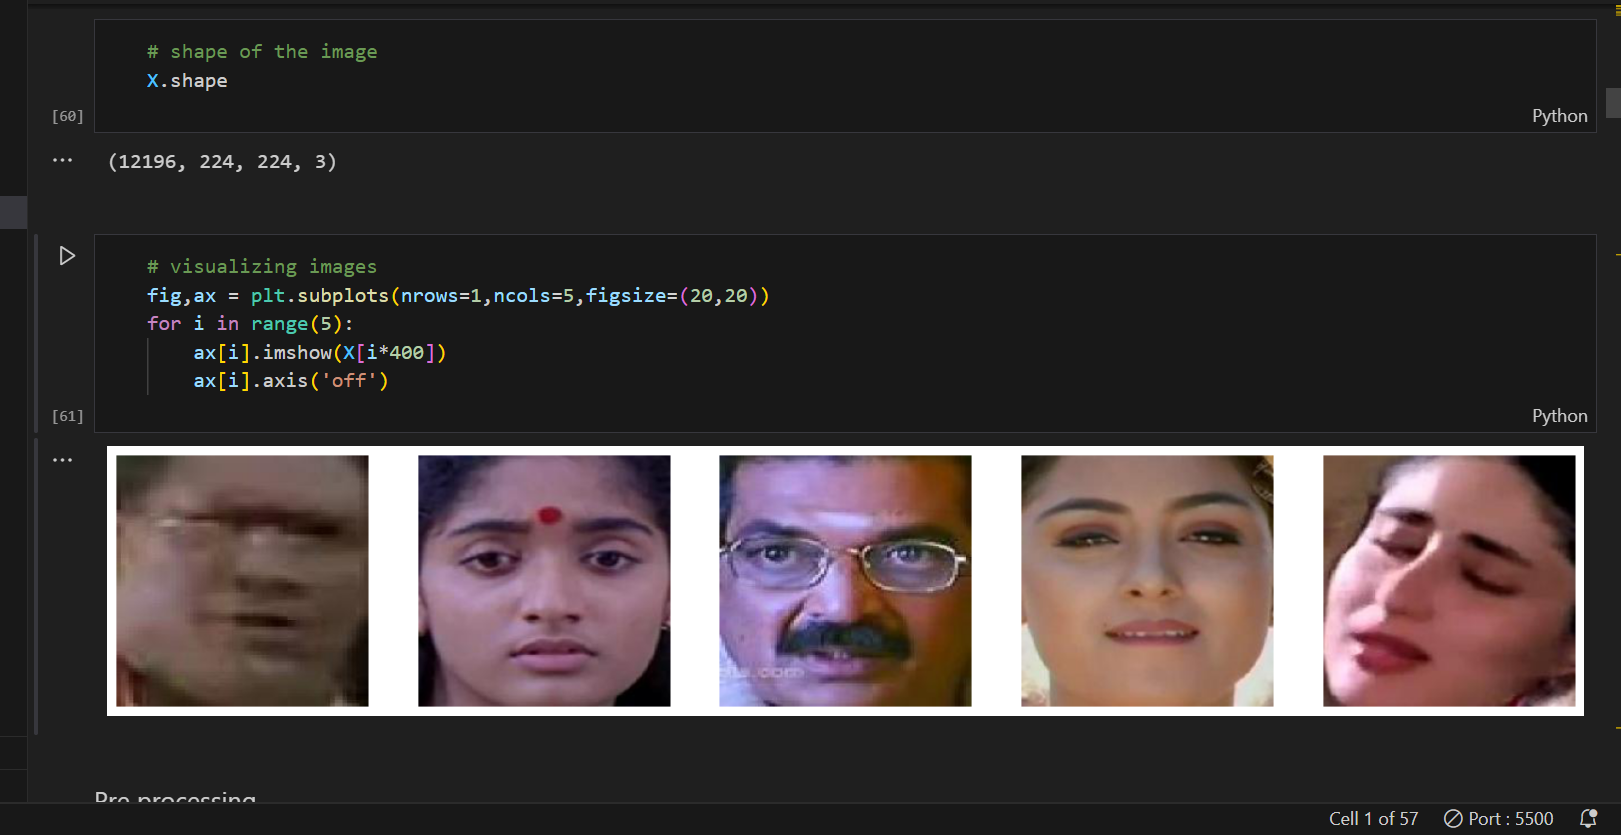 # shape of the image
X.shape
[60]
Python
(12196, 224, 224, 3)
# visualizing images
fig,ax = plt.subplots(nrows=1,ncols=5,figsize=(20,20))
for i in range(5):
    ax[i].imshow(X[i*400])
    ax[i].axis('off')
[61]
Python
Pre processing
Cell 1 of 57
Port : 5500